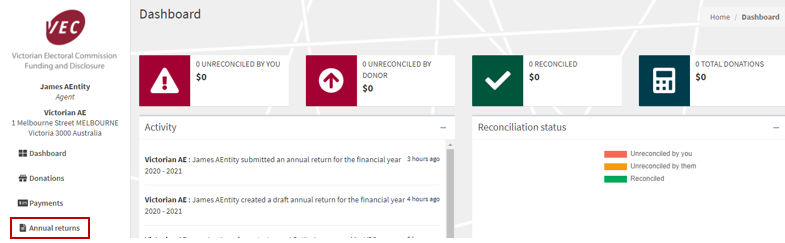 VEC
Victorian Electoral Commission
Funding and Disclosure
James AEntity
Agent
Victorian AE
1 Melbourne Street MELBOURNE
Victoria 3000 Australia
Dashboard
Donations
Payments
Annual returns
Dashboard
Home / Dashboard
0 UNRECONCILED BY YOU
$0
0 UNRECONCILED BY
DONOR
$0
0 RECONCILED
$0
0 TOTAL DONATIONS
$0
Activity
Victorian AE : James AEntity submitted an annual return for the financial year 3 hours ago
2020 - 2021
Victorian AE : James AEntity created a draft annual return for the financial year 4 hours ago
2020 - 2021
Reconciliation status
Unreconciled by you
Unreconciled by them
Reconciled